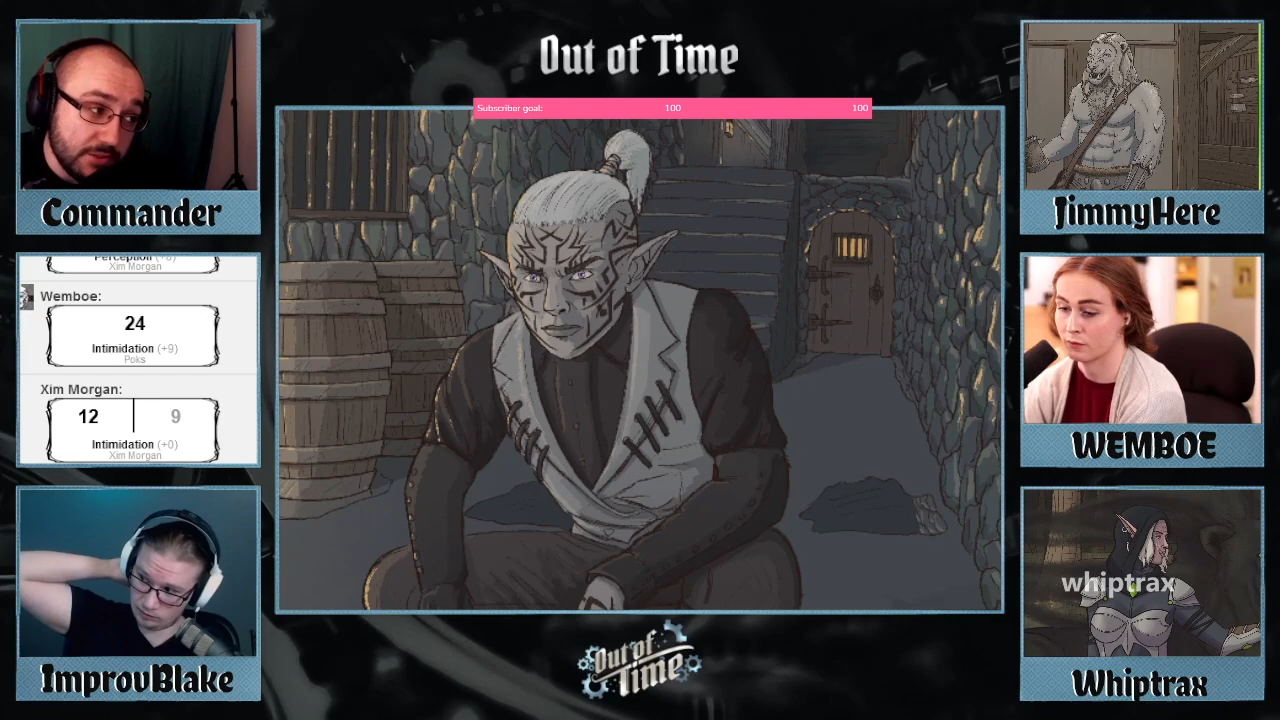 Out of Time
Subscriber goal: 100 100
Commander
JimmyHere
Perception (+8)
Xim Morgan
Wemboe:
24
Intimidation (+9)
Poks
Xim Morgan:
12 9
Intimidation (+0)
Xim Morgan
WEMBOE
whiptrax
ImprovBlake
Out of
Time
Whiptrax